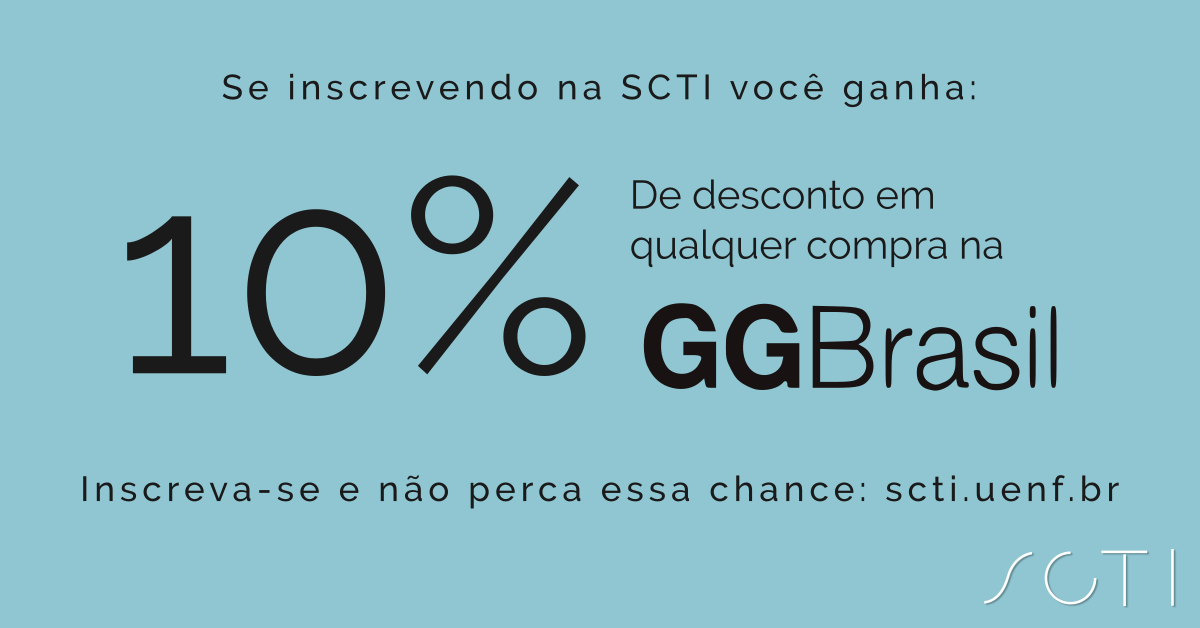 Se inscrevendo na SCTI você ganha:
10%
De desconto em
qualquer compra na
GGBrasil
Inscreva-se e não perca essa chance: scti.uenf.br
SCTI